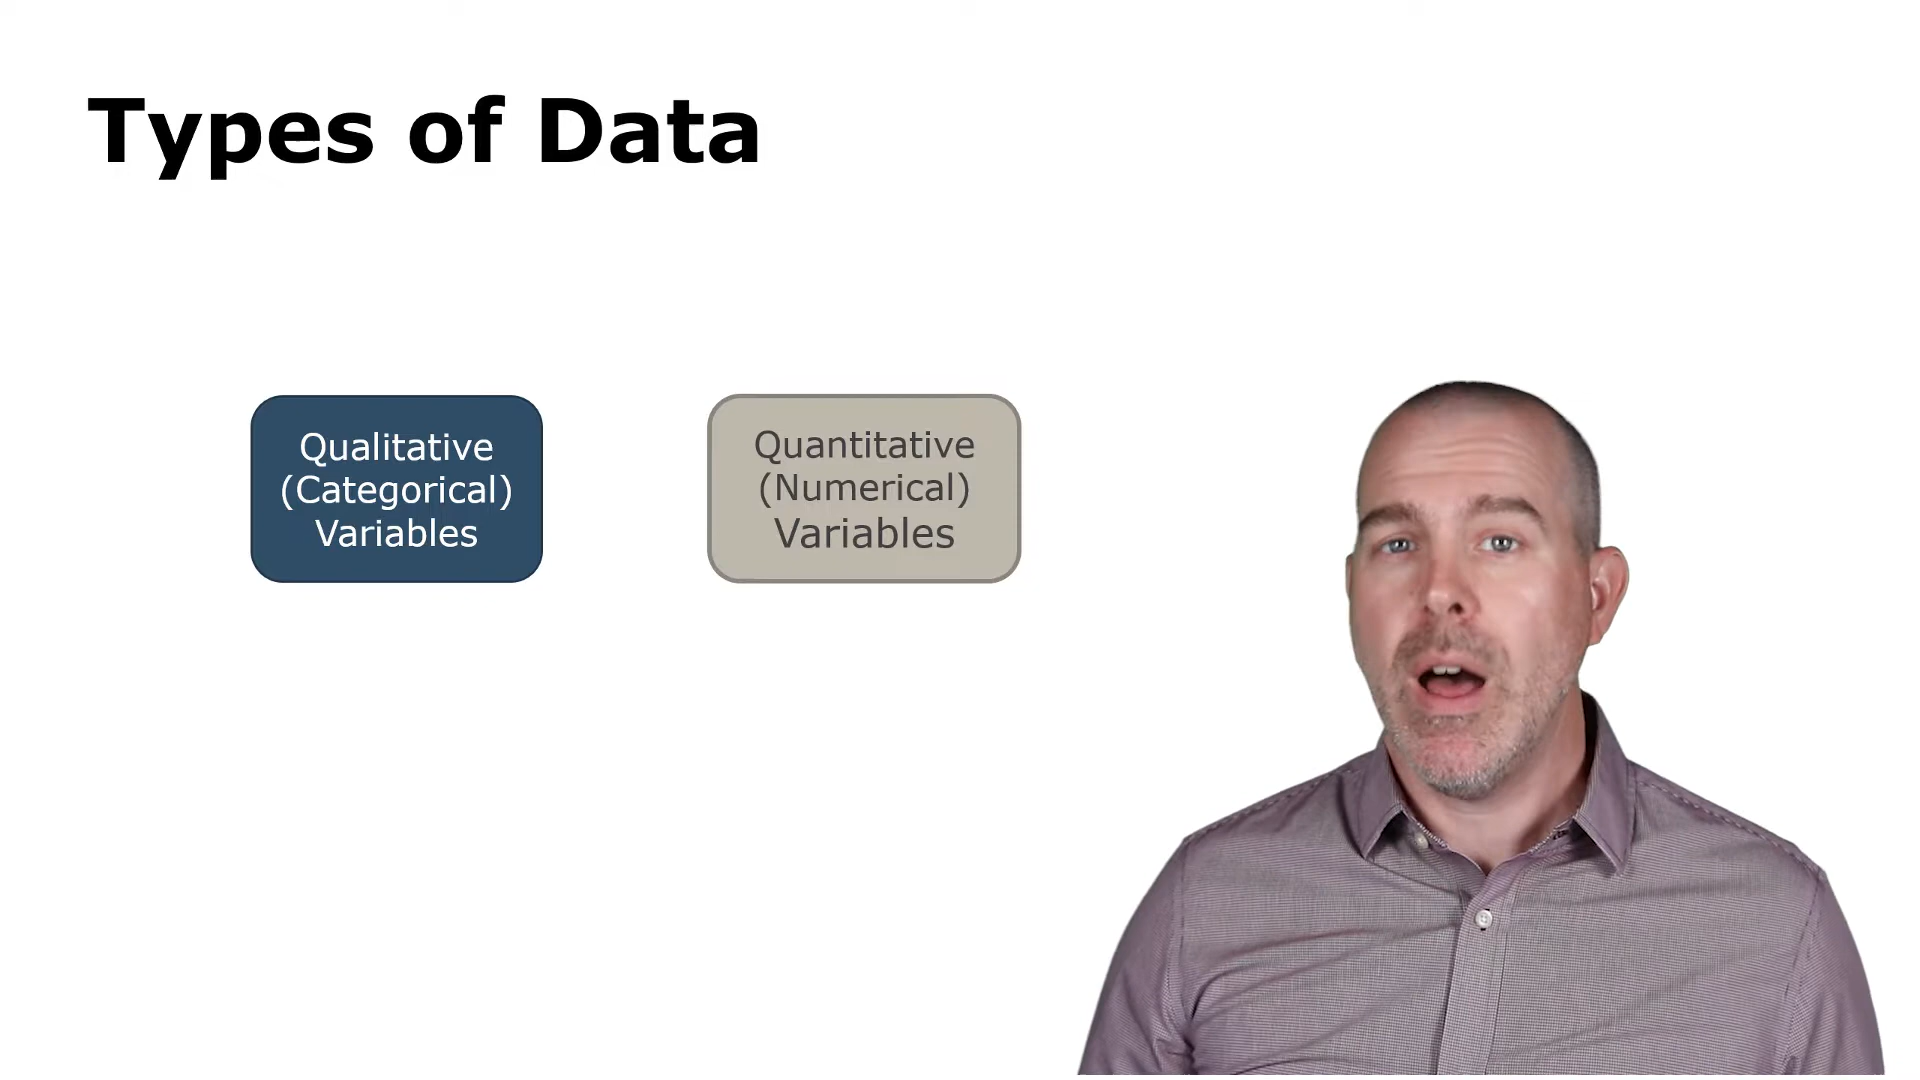 Types of Data
Qualitative
(Categorical)
Variables
Quantitative
(Numerical)
Variables